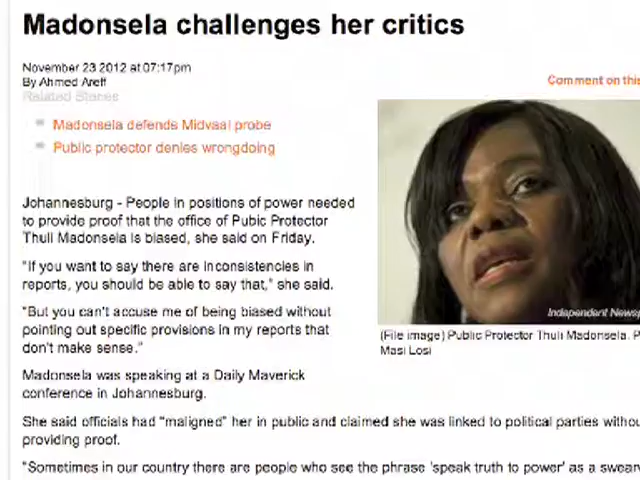 Madonsela challenges her critics
November 23 2012 at 07:17pm
By Ahmed Areff
Comment on this
Related Stories
Madonsela defends Midvaal probe
Public protector denies wrongdoing
Johannesburg - People in positions of power needed
to provide proof that the office of Pubic Protector
Thuli Madonsela is biased, she said on Friday.
"If you want to say there are inconsistencies in
reports, you should be able to say that," she said.
"But you can't accuse me of being biased without
pointing out specific provisions in my reports that
don't make sense."
Madonsela was speaking at a Daily Maverick
conference in Johannesburg.
Independent Newsp
(File image) Public Protector Thuli Madonsela. P
Masi Losi
She said officials had "maligned" her in public and claimed she was linked to political parties withou
providing proof.
"Sometimes in our country there are people who see the phrase 'speak truth to power' as a swearw